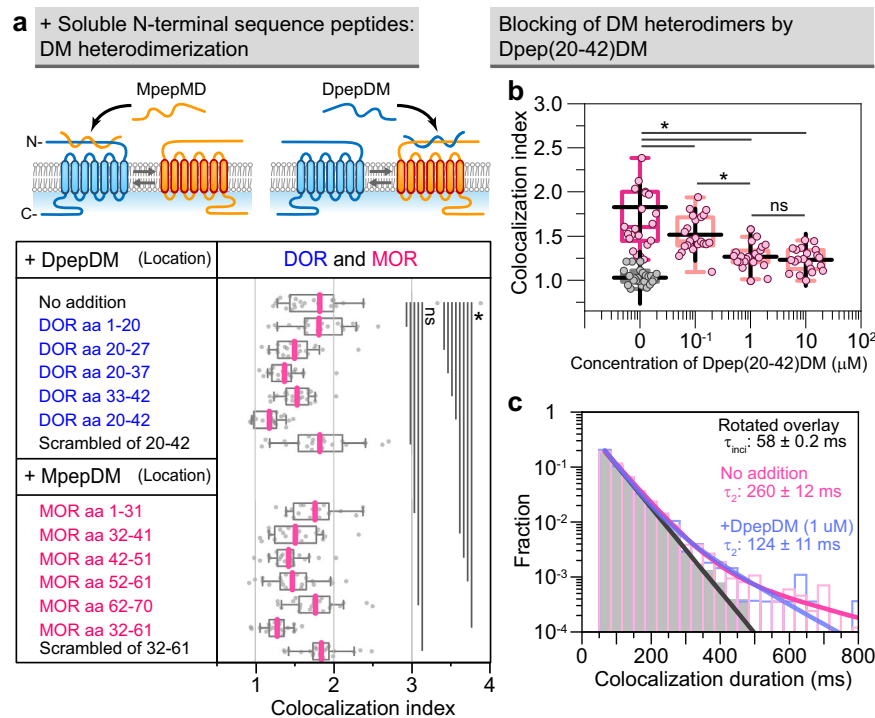 a
+ Soluble N-terminal sequence peptides:
DM heterodimerization
MpepMD
DpepDM
N-
C-
+ DpepDM (Location)
DOR and MOR
No addition
DOR aa 1-20
DOR aa 20-27
DOR aa 20-37
DOR aa 33-42
DOR aa 20-42
Scrambled of 20-42
+ MpepDM (Location)
MOR aa 1-31
MOR aa 32-41
MOR aa 42-51
MOR aa 52-61
MOR aa 62-70
MOR aa 32-61
Scrambled of 32-61
ns
*
1 2 3 4
Colocalization index
Blocking of DM heterodimers by
Dpep(20-42)DM
b
Colocalization index
3.0
2.5
2.0
1.5
1.0
*
*
ns
0 10⁻¹ 1 10 10²
Concentration of Dpep(20-42)DM (μM)
c
Fraction
1
10⁻¹
10⁻²
10⁻³
10⁻⁴
Rotated overlay
τinci: 58 ± 0.2 ms
No addition
τ2: 260 ± 12 ms
+DpepDM (1 uM)
τ2: 124 ± 11 ms
0 200 400 600 800
Colocalization duration (ms)